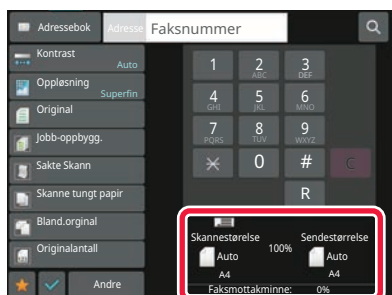 Adressebok
Adresse
Faksnummer
Kontrast
Auto
Oppløsning
Superfin
Original
Jobb-oppbygg.
Sakte Skann
Skanne tungt papir
Bland.orginal
Originalantall
Andre
1
2
ABC
3
DEF
4
GHI
5
JKL
6
MNO
7
PQRS
8
TUV
9
WXYZ
0
#
C
R
Skannestørelse
Sendestørrelse
Auto
100%
Auto
A4
A4
Faksmottakminne: 0%